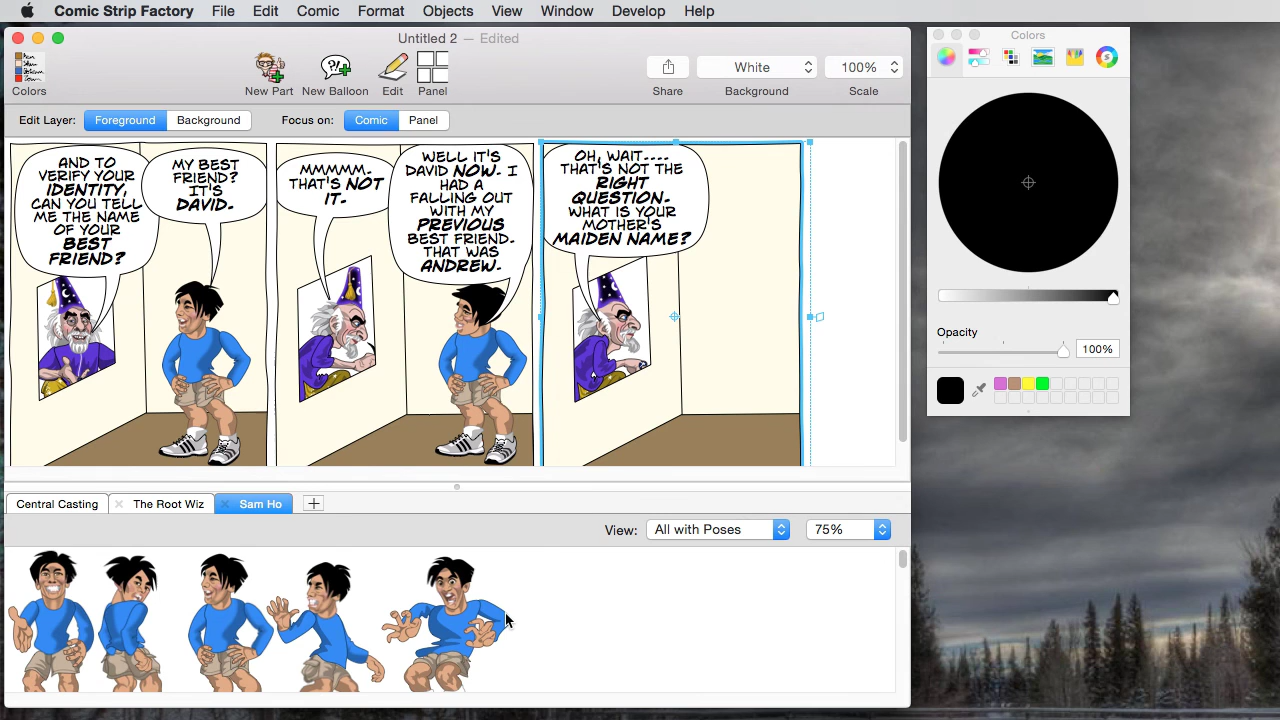 Comic Strip Factory File Edit Comic Format Objects View Window Develop Help
Untitled 2 — Edited
Colors
New Part
New Balloon
Edit
Panel
White
100%
Share
Background
Scale
Edit Layer: Foreground Background Focus on: Comic Panel
AND TO
VERIFY YOUR
IDENTITY,
CAN YOU TELL
ME THE NAME
OF YOUR
BEST
FRIEND?
MY BEST
FRIEND?
IT'S
DAVID.
MMMMM.
THAT'S NOT
IT.
WELL IT'S
DAVID NOW. I
HAD A
FALLING OUT
WITH MY
PREVIOUS
BEST FRIEND.
THAT WAS
ANDREW.
OH, WAIT....
THAT'S NOT THE
RIGHT
QUESTION.
WHAT IS YOUR
MOTHER'S
MAIDEN NAME?
Central Casting The Root Wiz Sam Ho
View: All with Poses 75%
Colors
Opacity
100%